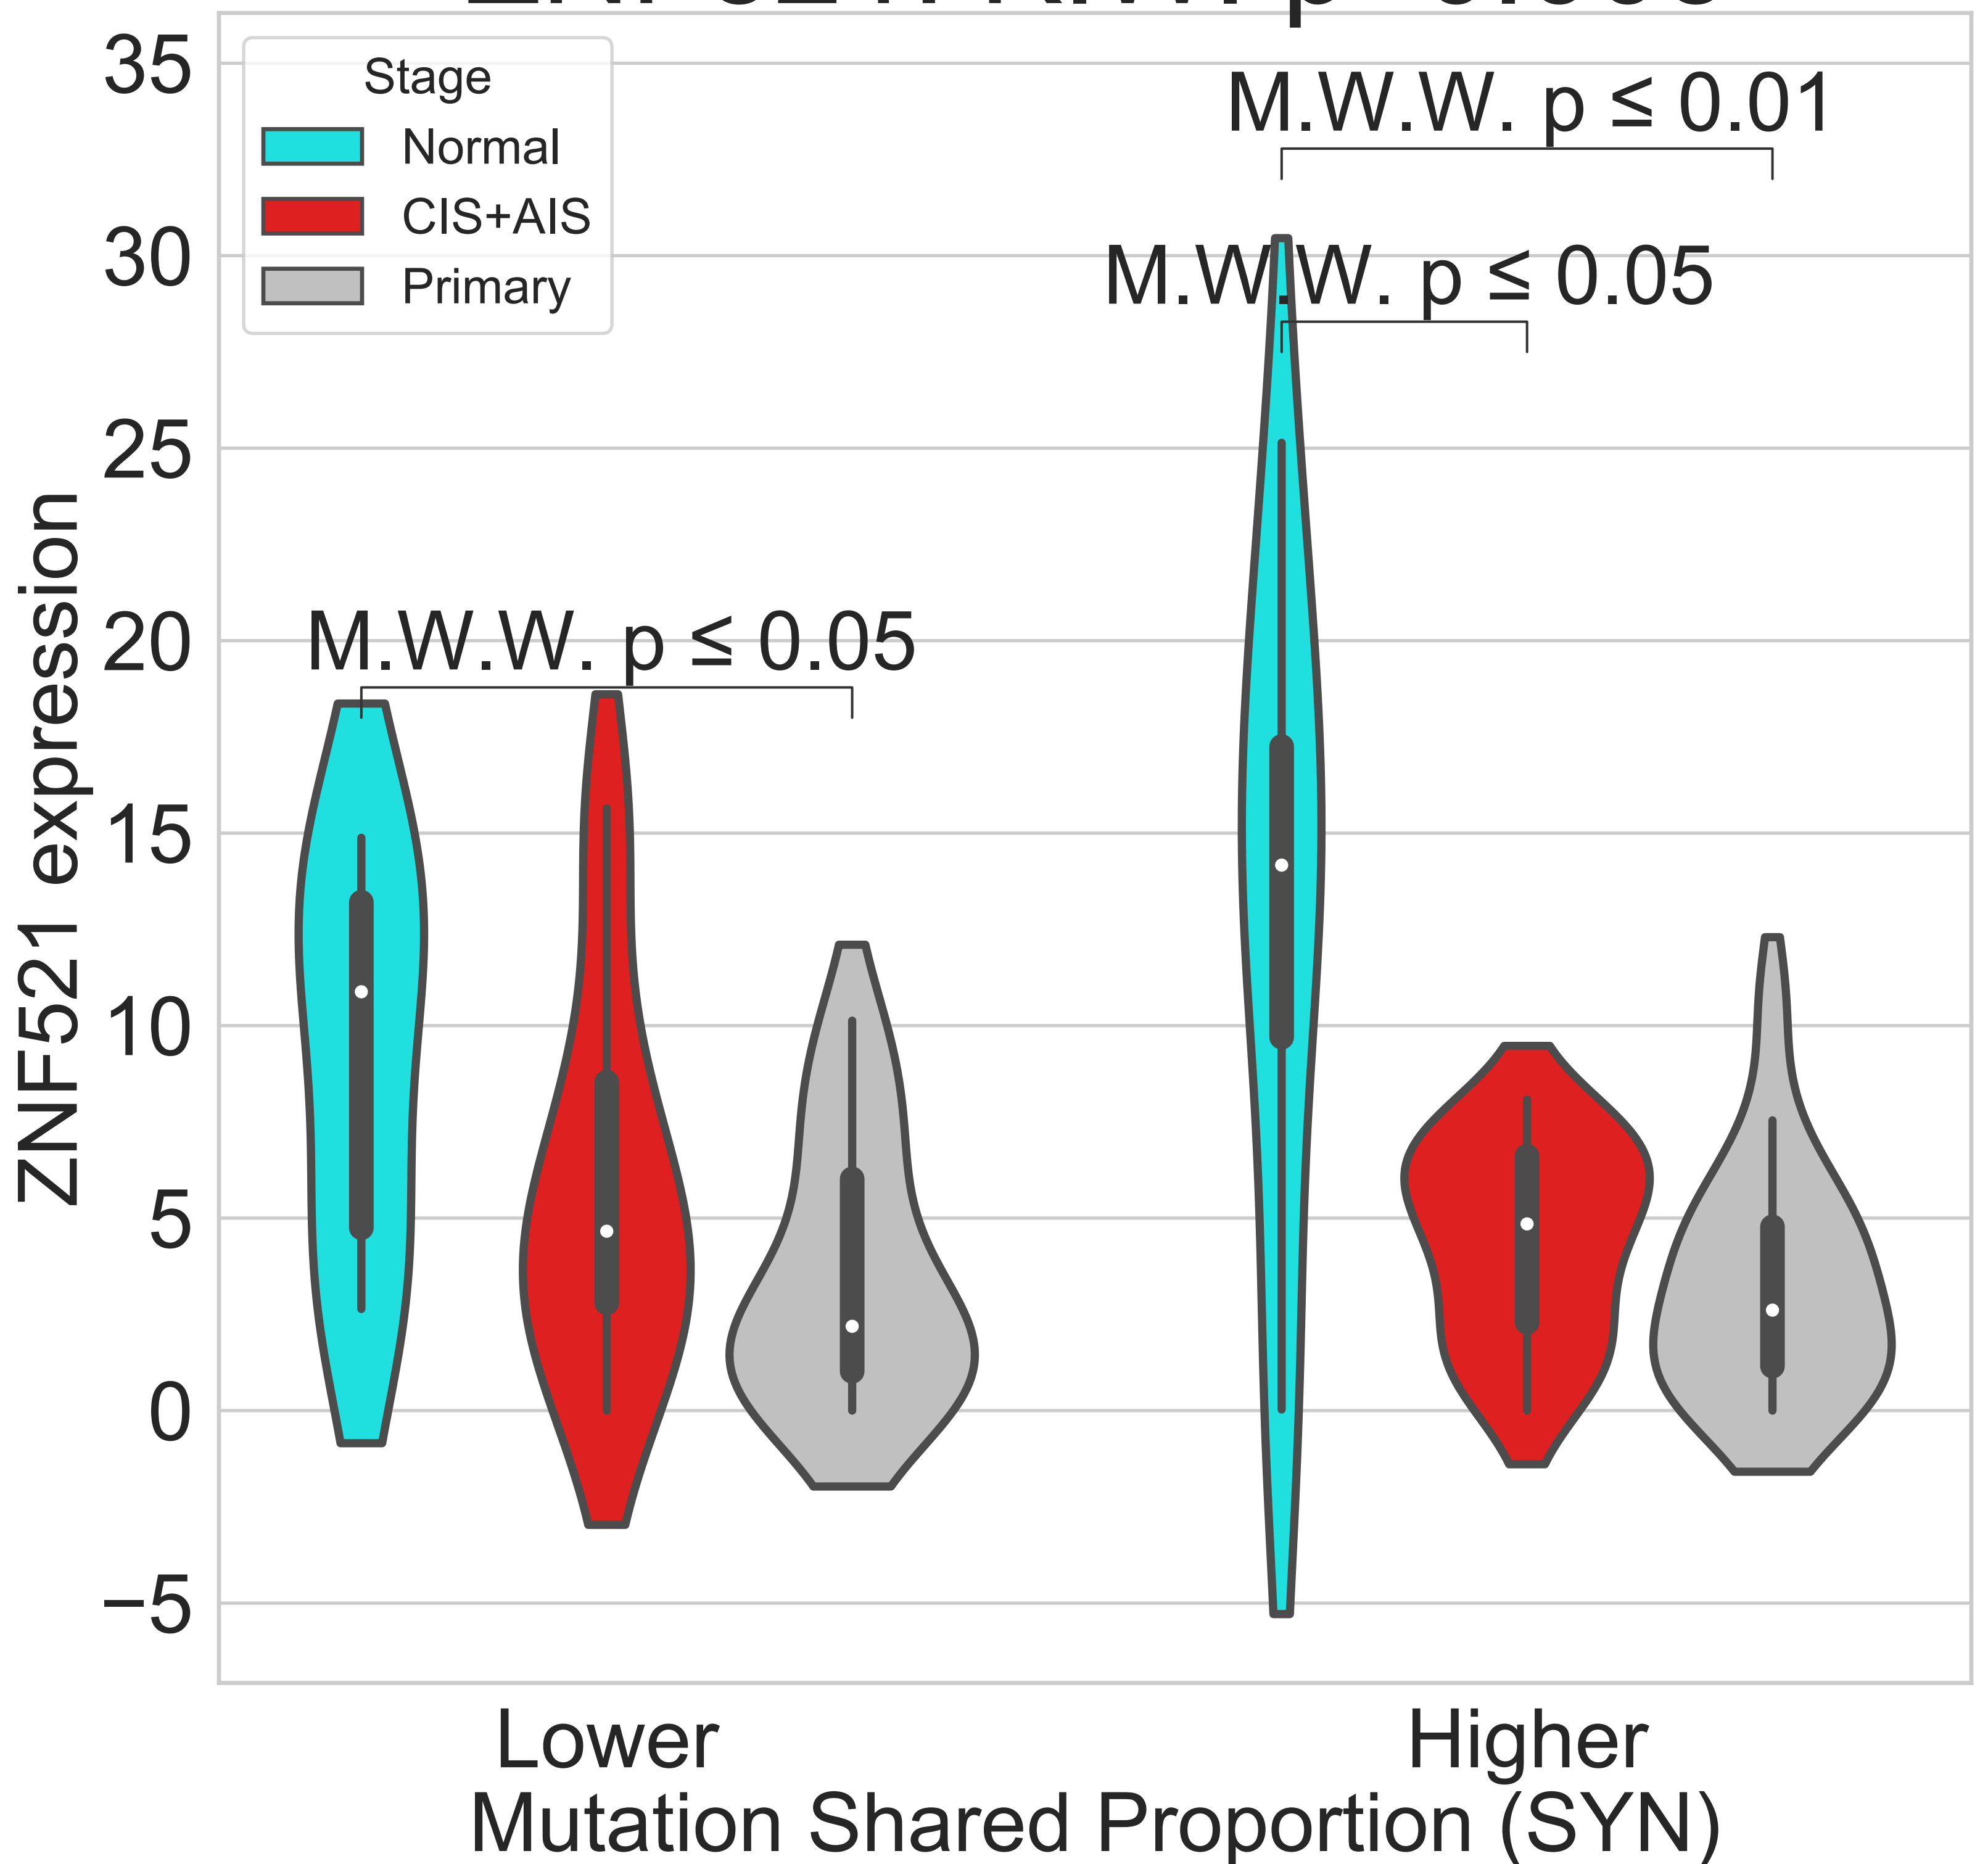 35
30
25
20
15
10
5
0
−5
ZNF521 expression
Stage
Normal
CIS+AIS
Primary
M.W.W. p ≤ 0.01
M.W.W. p ≤ 0.05
M.W.W. p ≤ 0.05
Lower
Higher
Mutation Shared Proportion (SYN)